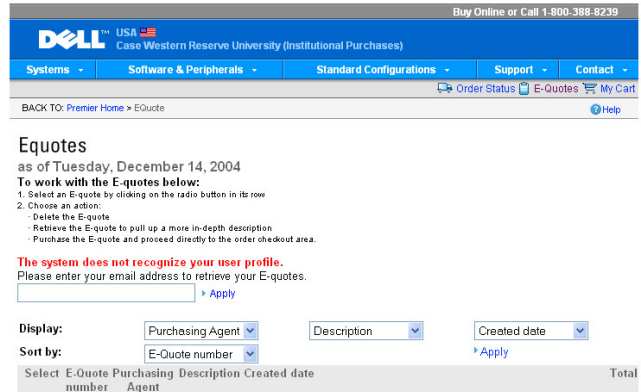 Buy Online or Call 1-800-388-8239
DELL™ USA
Case Western Reserve University (Institutional Purchases)
Systems Software & Peripherals Standard Configurations Support Contact
Order Status E-Quotes My Cart
BACK TO: Premier Home > EQuote Help
Equotes
as of Tuesday, December 14, 2004
To work with the E-quotes below:
1. Select an E-quote by clicking on the radio button in its row
2. Choose an action:
· Delete the E-quote
· Retrieve the E-quote to pull up a more in-depth description
· Purchase the E-quote and proceed directly to the order checkout area.
The system does not recognize your user profile.
Please enter your email address to retrieve your E-quotes.
Apply
Display: Purchasing Agent Description Created date
Sort by: E-Quote number Apply
Select E-Quote Purchasing Description Created date Total
number Agent